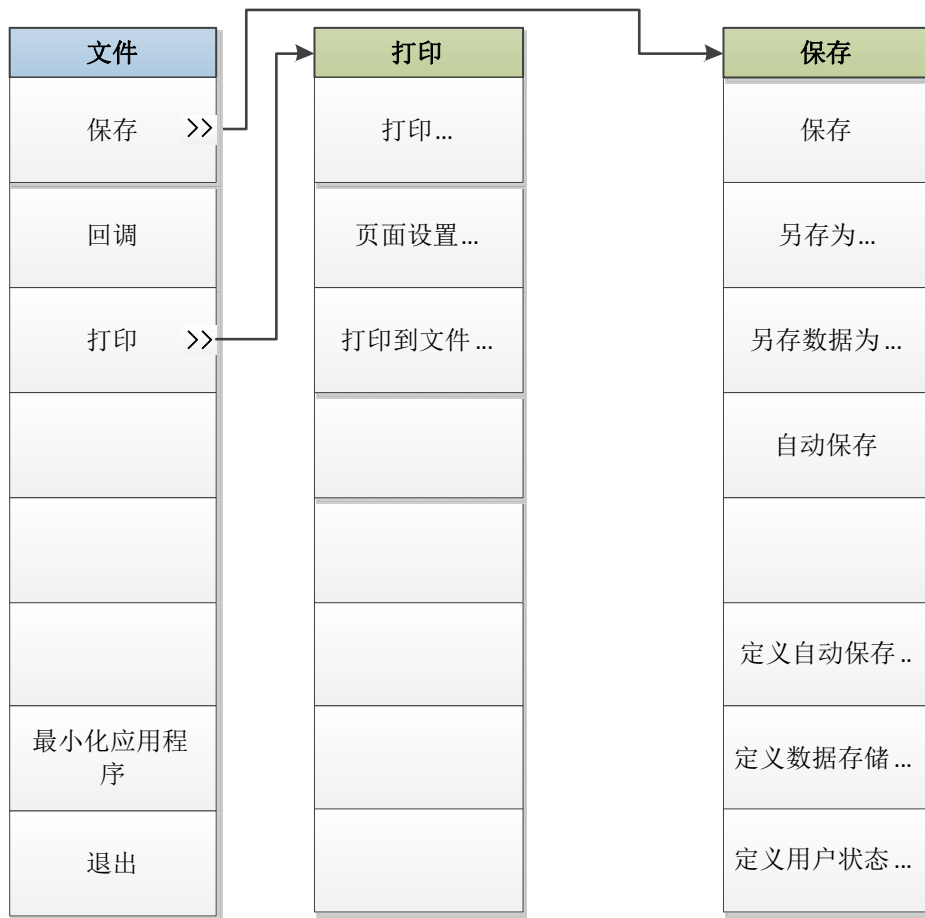 文件
保存 >>
回调
打印 >>
最小化应用程
序
退出
打印
打印...
页面设置...
打印到文件...
保存
保存
另存为...
另存数据为...
自动保存
定义自动保存..
定义数据存储...
定义用户状态...